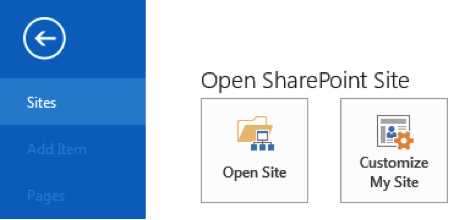 Open SharePoint Site
Sites
Open Site
Customize
My Site
Add Item
Pages